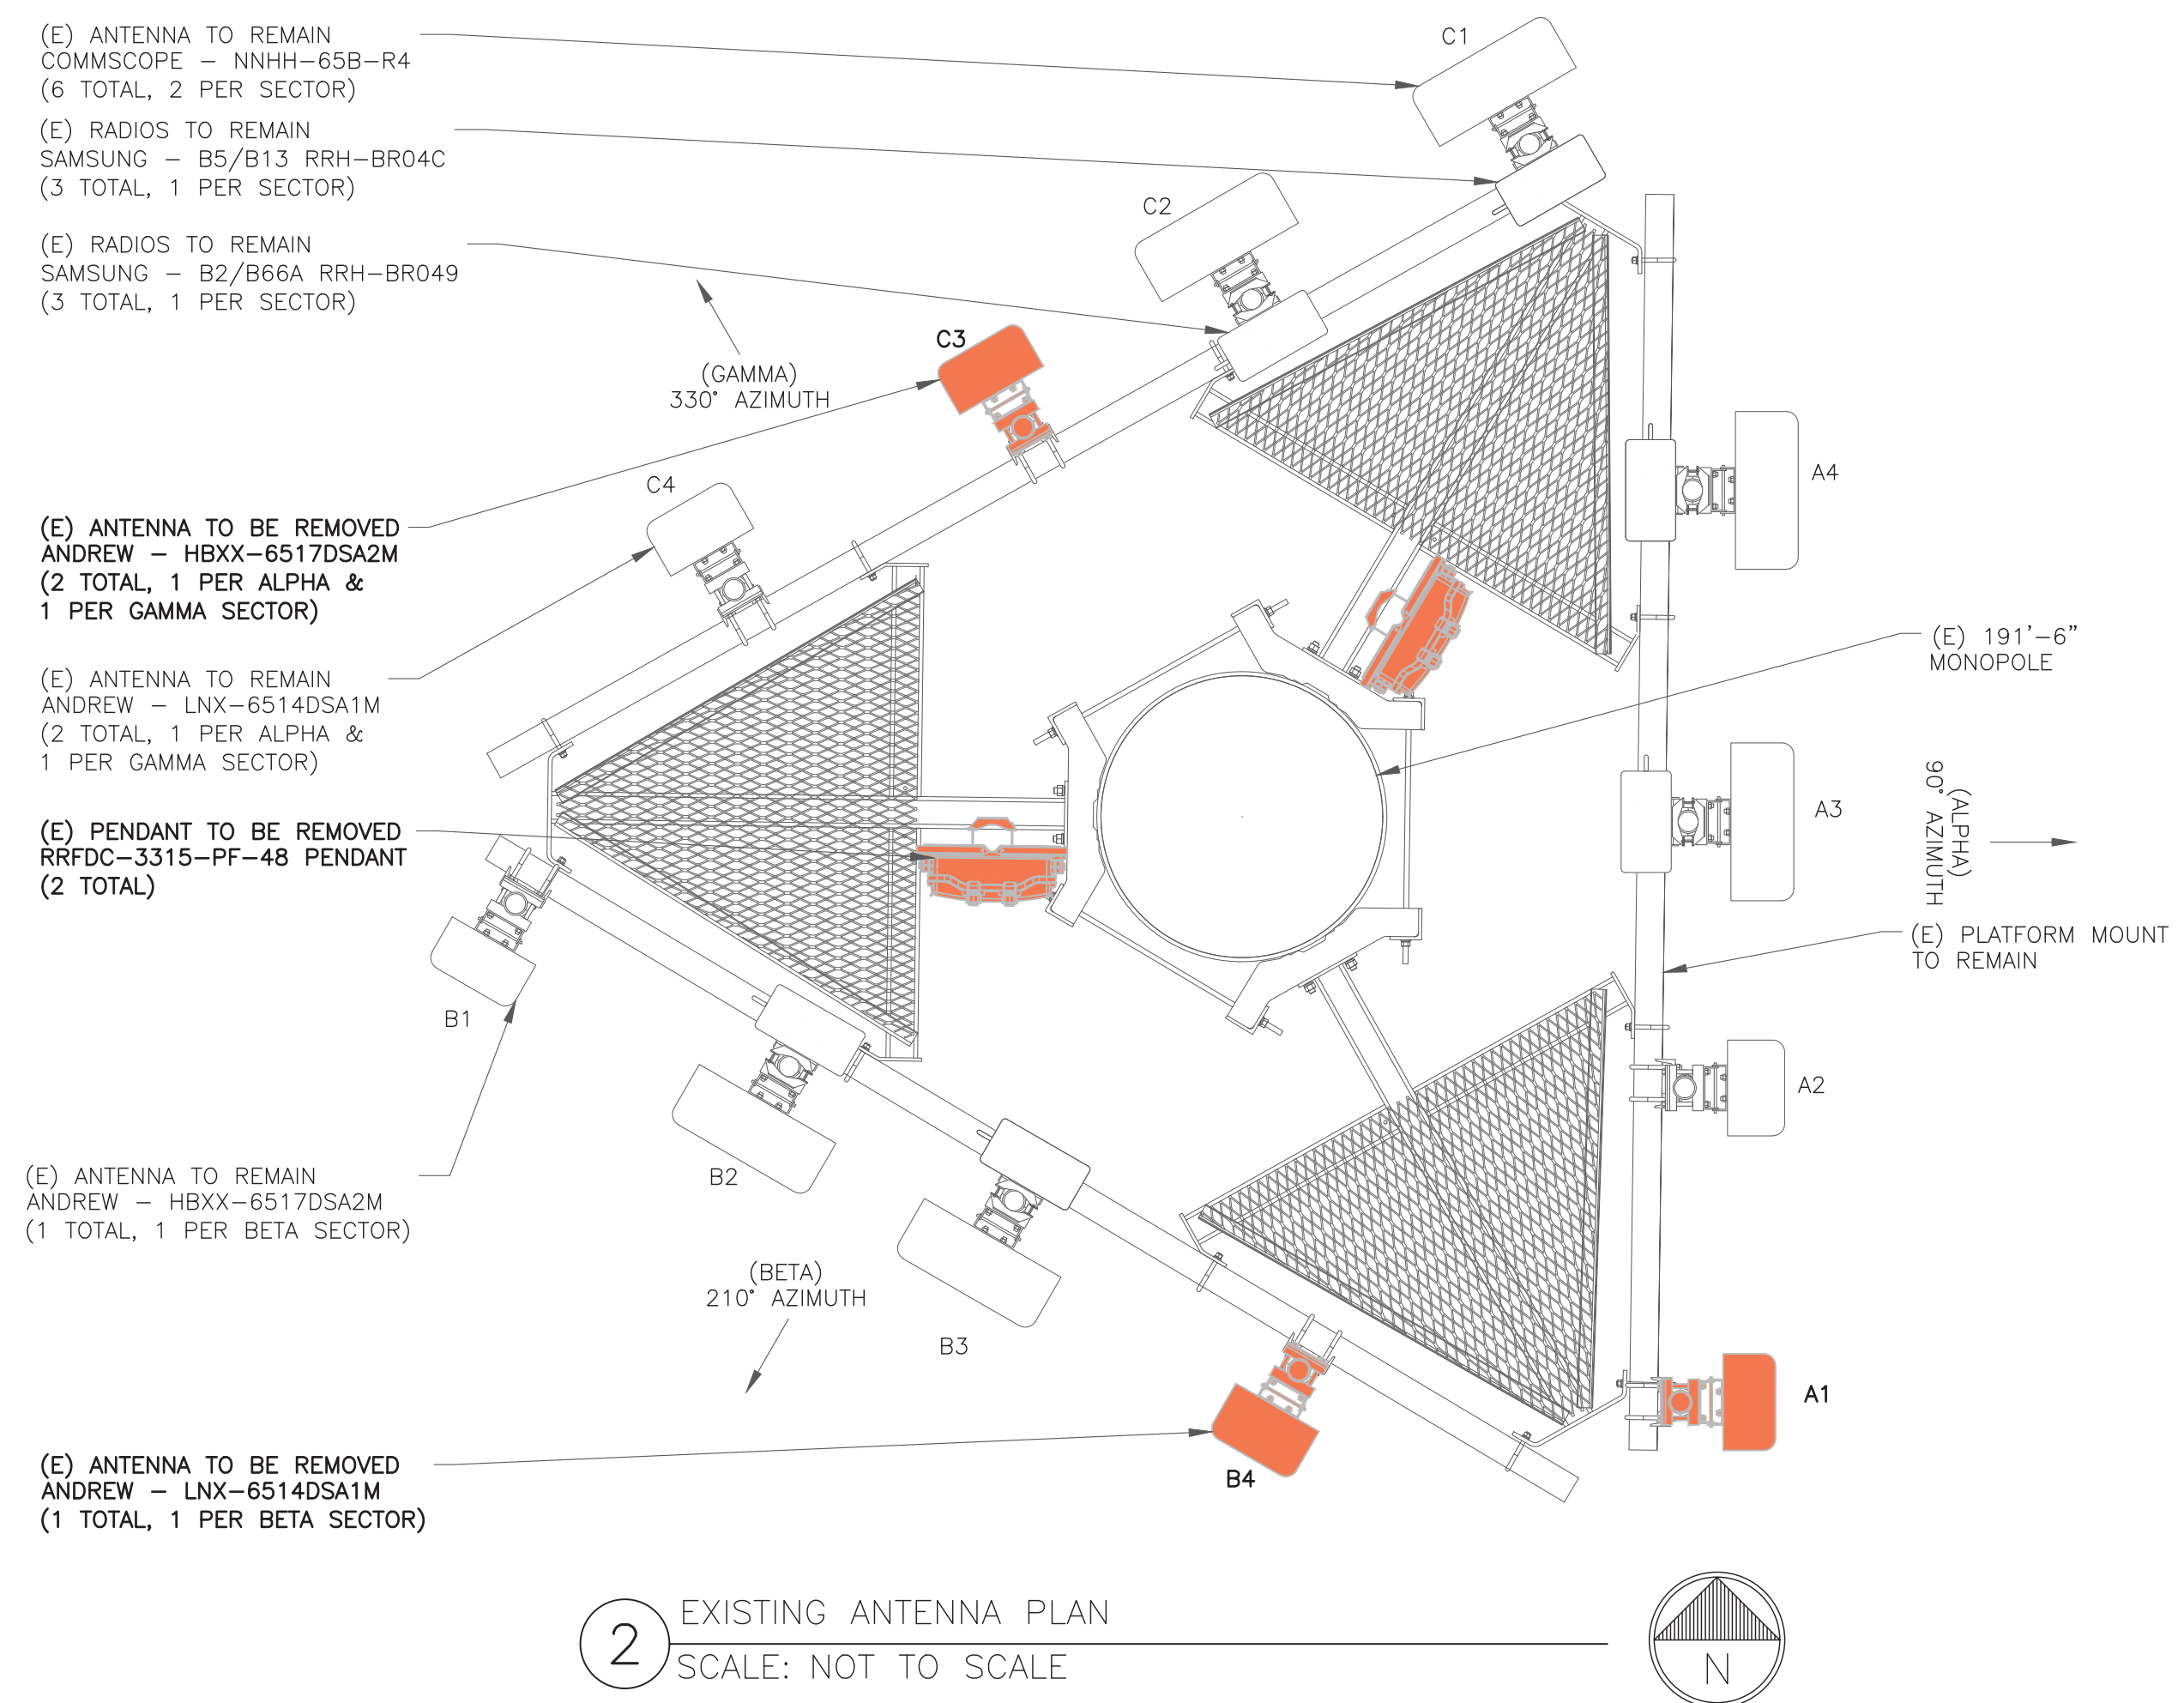 (E) ANTENNA TO REMAIN
COMMSCOPE – NNHH–65B–R4
(6 TOTAL, 2 PER SECTOR)
(E) RADIOS TO REMAIN
SAMSUNG – B5/B13 RRH–BR04C
(3 TOTAL, 1 PER SECTOR)
(E) RADIOS TO REMAIN
SAMSUNG – B2/B66A RRH–BR049
(3 TOTAL, 1 PER SECTOR)
(GAMMA)
330° AZIMUTH
(E) ANTENNA TO BE REMOVED
ANDREW – HBXX–6517DSA2M
(2 TOTAL, 1 PER ALPHA &
1 PER GAMMA SECTOR)
(E) ANTENNA TO REMAIN
ANDREW – LNX–6514DSA1M
(2 TOTAL, 1 PER ALPHA &
1 PER GAMMA SECTOR)
(E) PENDANT TO BE REMOVED
RRFDC–3315–PF–48 PENDANT
(2 TOTAL)
(E) ANTENNA TO REMAIN
ANDREW – HBXX–6517DSA2M
(1 TOTAL, 1 PER BETA SECTOR)
(BETA)
210° AZIMUTH
(E) ANTENNA TO BE REMOVED
ANDREW – LNX–6514DSA1M
(1 TOTAL, 1 PER BETA SECTOR)
C1
C2
C3
C4
B1
B2
B3
B4
A4
A3
A2
A1
(E) 191'–6"
MONOPOLE
(ALPHA)
90° AZIMUTH
(E) PLATFORM MOUNT
TO REMAIN
2
EXISTING ANTENNA PLAN
SCALE: NOT TO SCALE
N